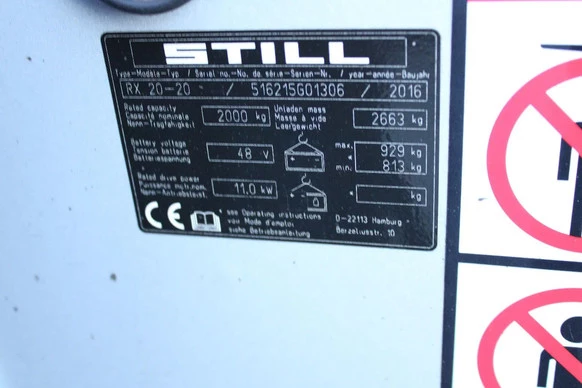 STILL
Type-Modèle-Typ / Serial no.-No. de série-Serien-Nr. / year-année-Baujahr
RX 20-20 / 516215G01306 / 2016
Rated capacity
Capacité nominale
Nenn-Tragfähigkeit
2000 kg
Unladen mass
Masse à vide
Leergewicht
2663 kg
Battery voltage
Tension batterie
Batteriespannung
48 V
max. 929 kg
min. 813 kg
Rated drive power
Puissance motr.nom.
Nenn-Antriebsleist.
11.0 kW
kg
CE
see Operating instructions
voir Mode d'emploi
siehe Betriebsanleitung
D-22113 Hamburg
Berzeliusstr. 10